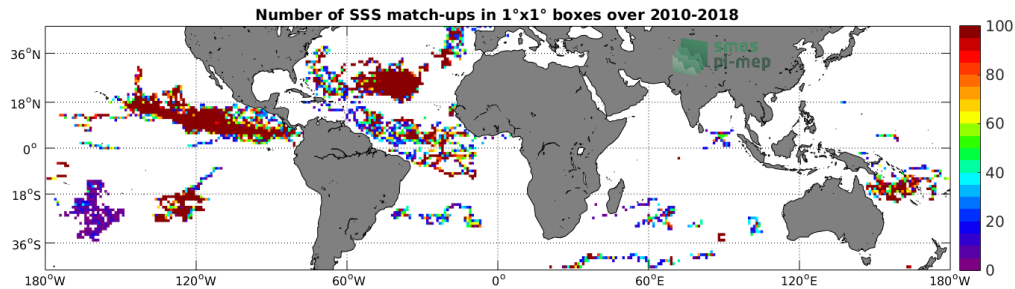 Number of SSS match-ups in 1°x1° boxes over 2010-2018
smos
pi-mep
36°N
18°N
0°
18°S
36°S
180°W
120°W
60°W
0°
60°E
120°E
180°E
100
80
60
40
20
0